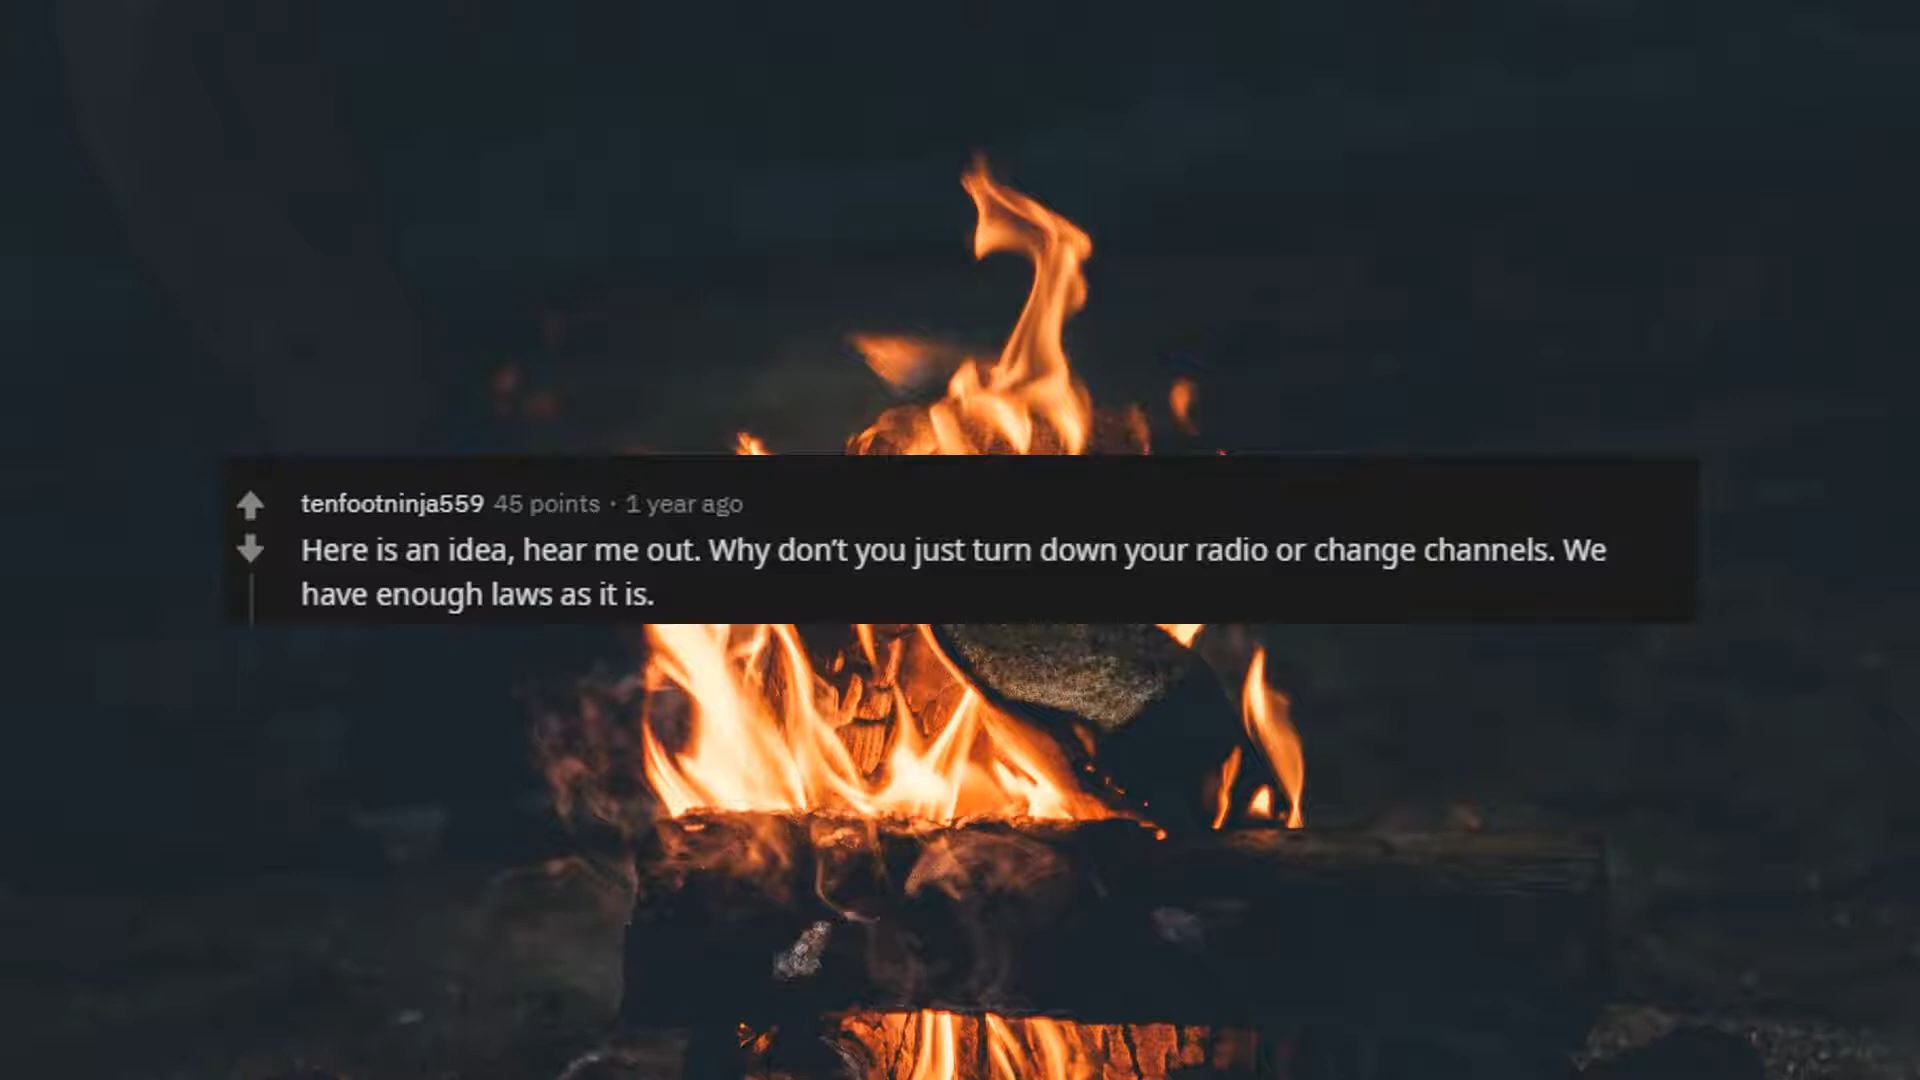 tenfootninja559 45 points · 1 year ago
Here is an idea, hear me out. Why don’t you just turn down your radio or change channels. We
have enough laws as it is.